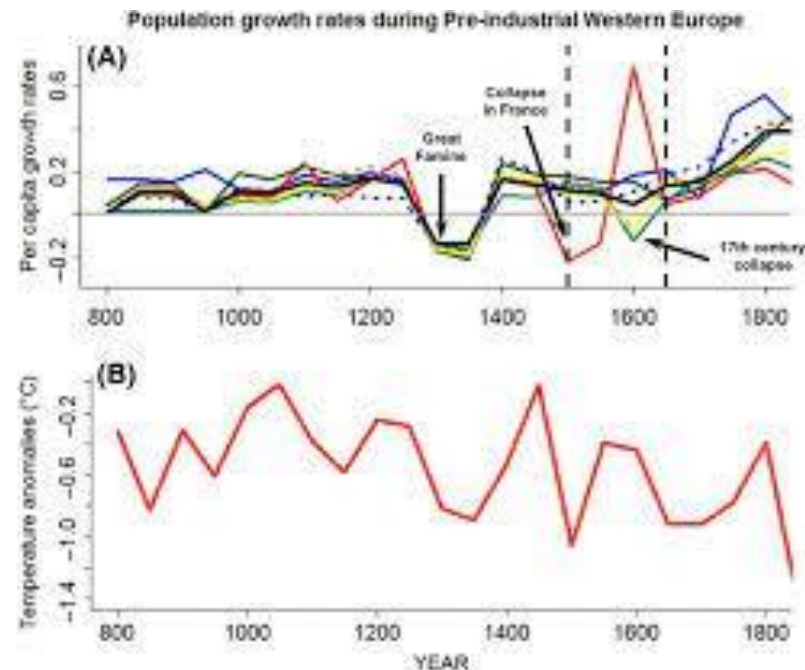 Population growth rates during Pre-industrial Western Europe
(A)
Per capita growth rates
0.6
0.2
−0.2
Great
Famine
Collapse
in France
17th century
collapse
800 1000 1200 1400 1600 1800
(B)
Temperature anomalies (°C)
−0.2
−0.6
−1.0
−1.4
800 1000 1200 1400 1600 1800
YEAR